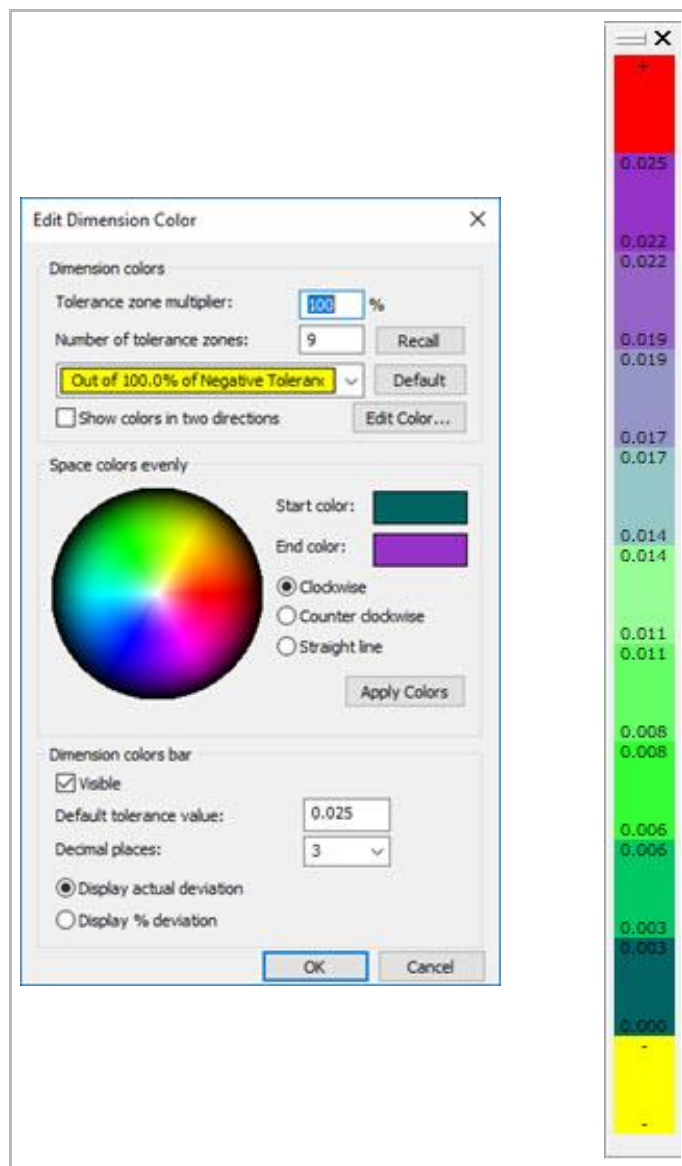 Edit Dimension Color
Dimension colors
Tolerance zone multiplier: 100 %
Number of tolerance zones: 9 Recall
Out of 100.0% of Negative Toleranc Default
Show colors in two directions Edit Color...
Space colors evenly
Start color:
End color:
Clockwise
Counter clockwise
Straight line
Apply Colors
Dimension colors bar
Visible
Default tolerance value: 0.025
Decimal places: 3
Display actual deviation
Display % deviation
OK Cancel
+
0.025
0.022
0.022
0.019
0.019
0.017
0.017
0.014
0.014
0.011
0.011
0.008
0.008
0.006
0.006
0.003
0.003
0.000
-
-